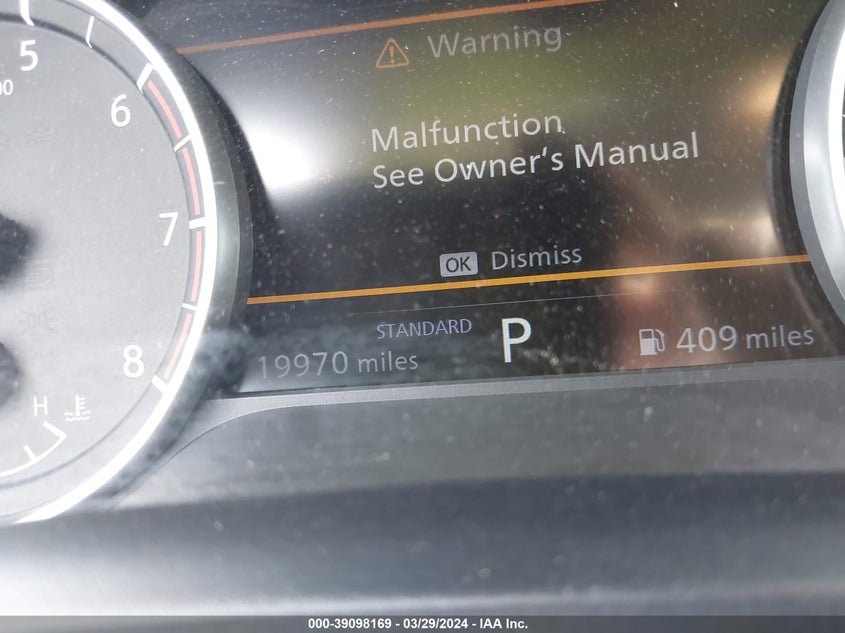 5
6
7
8
H
Warning
Malfunction
See Owner's Manual
OK Dismiss
STANDARD
P
19970 miles
409 miles
000-39098169 - 03/29/2024 - IAA Inc.